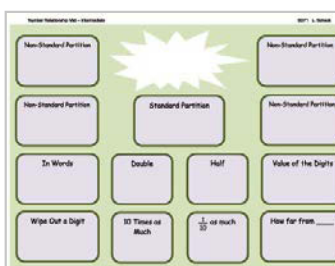 Number Relationship Mat - Intermediate
Non-Standard Partition
Non-Standard Partition
Non-Standard Partition
Standard Partition
Non-Standard Partition
In Words
Double
Half
Value of the Digits
Wipe Out a Digit
10 Times as
Much
1/10 as much
How far from ____